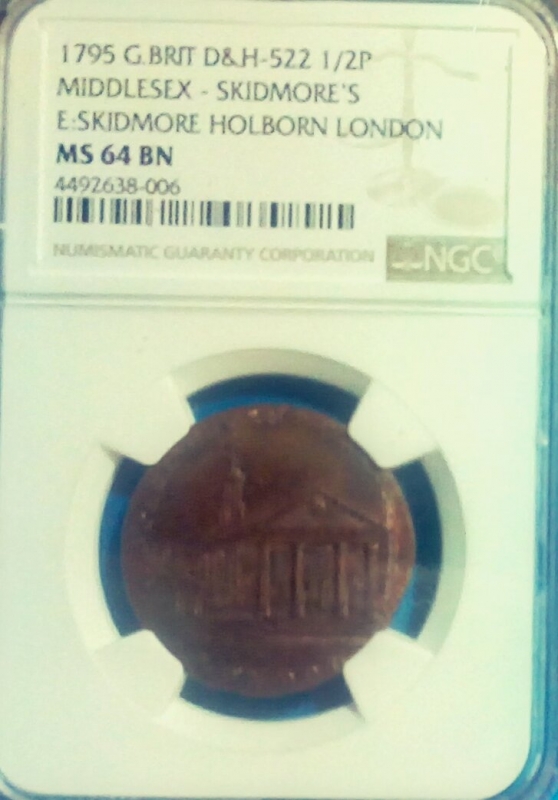 1795 G.BRIT D&H-522 1/2P
MIDDLESEX - SKIDMORE'S
E:SKIDMORE HOLBORN LONDON
MS 64 BN
4492638-006
NUMISMATIC GUARANTY CORPORATION
NGC